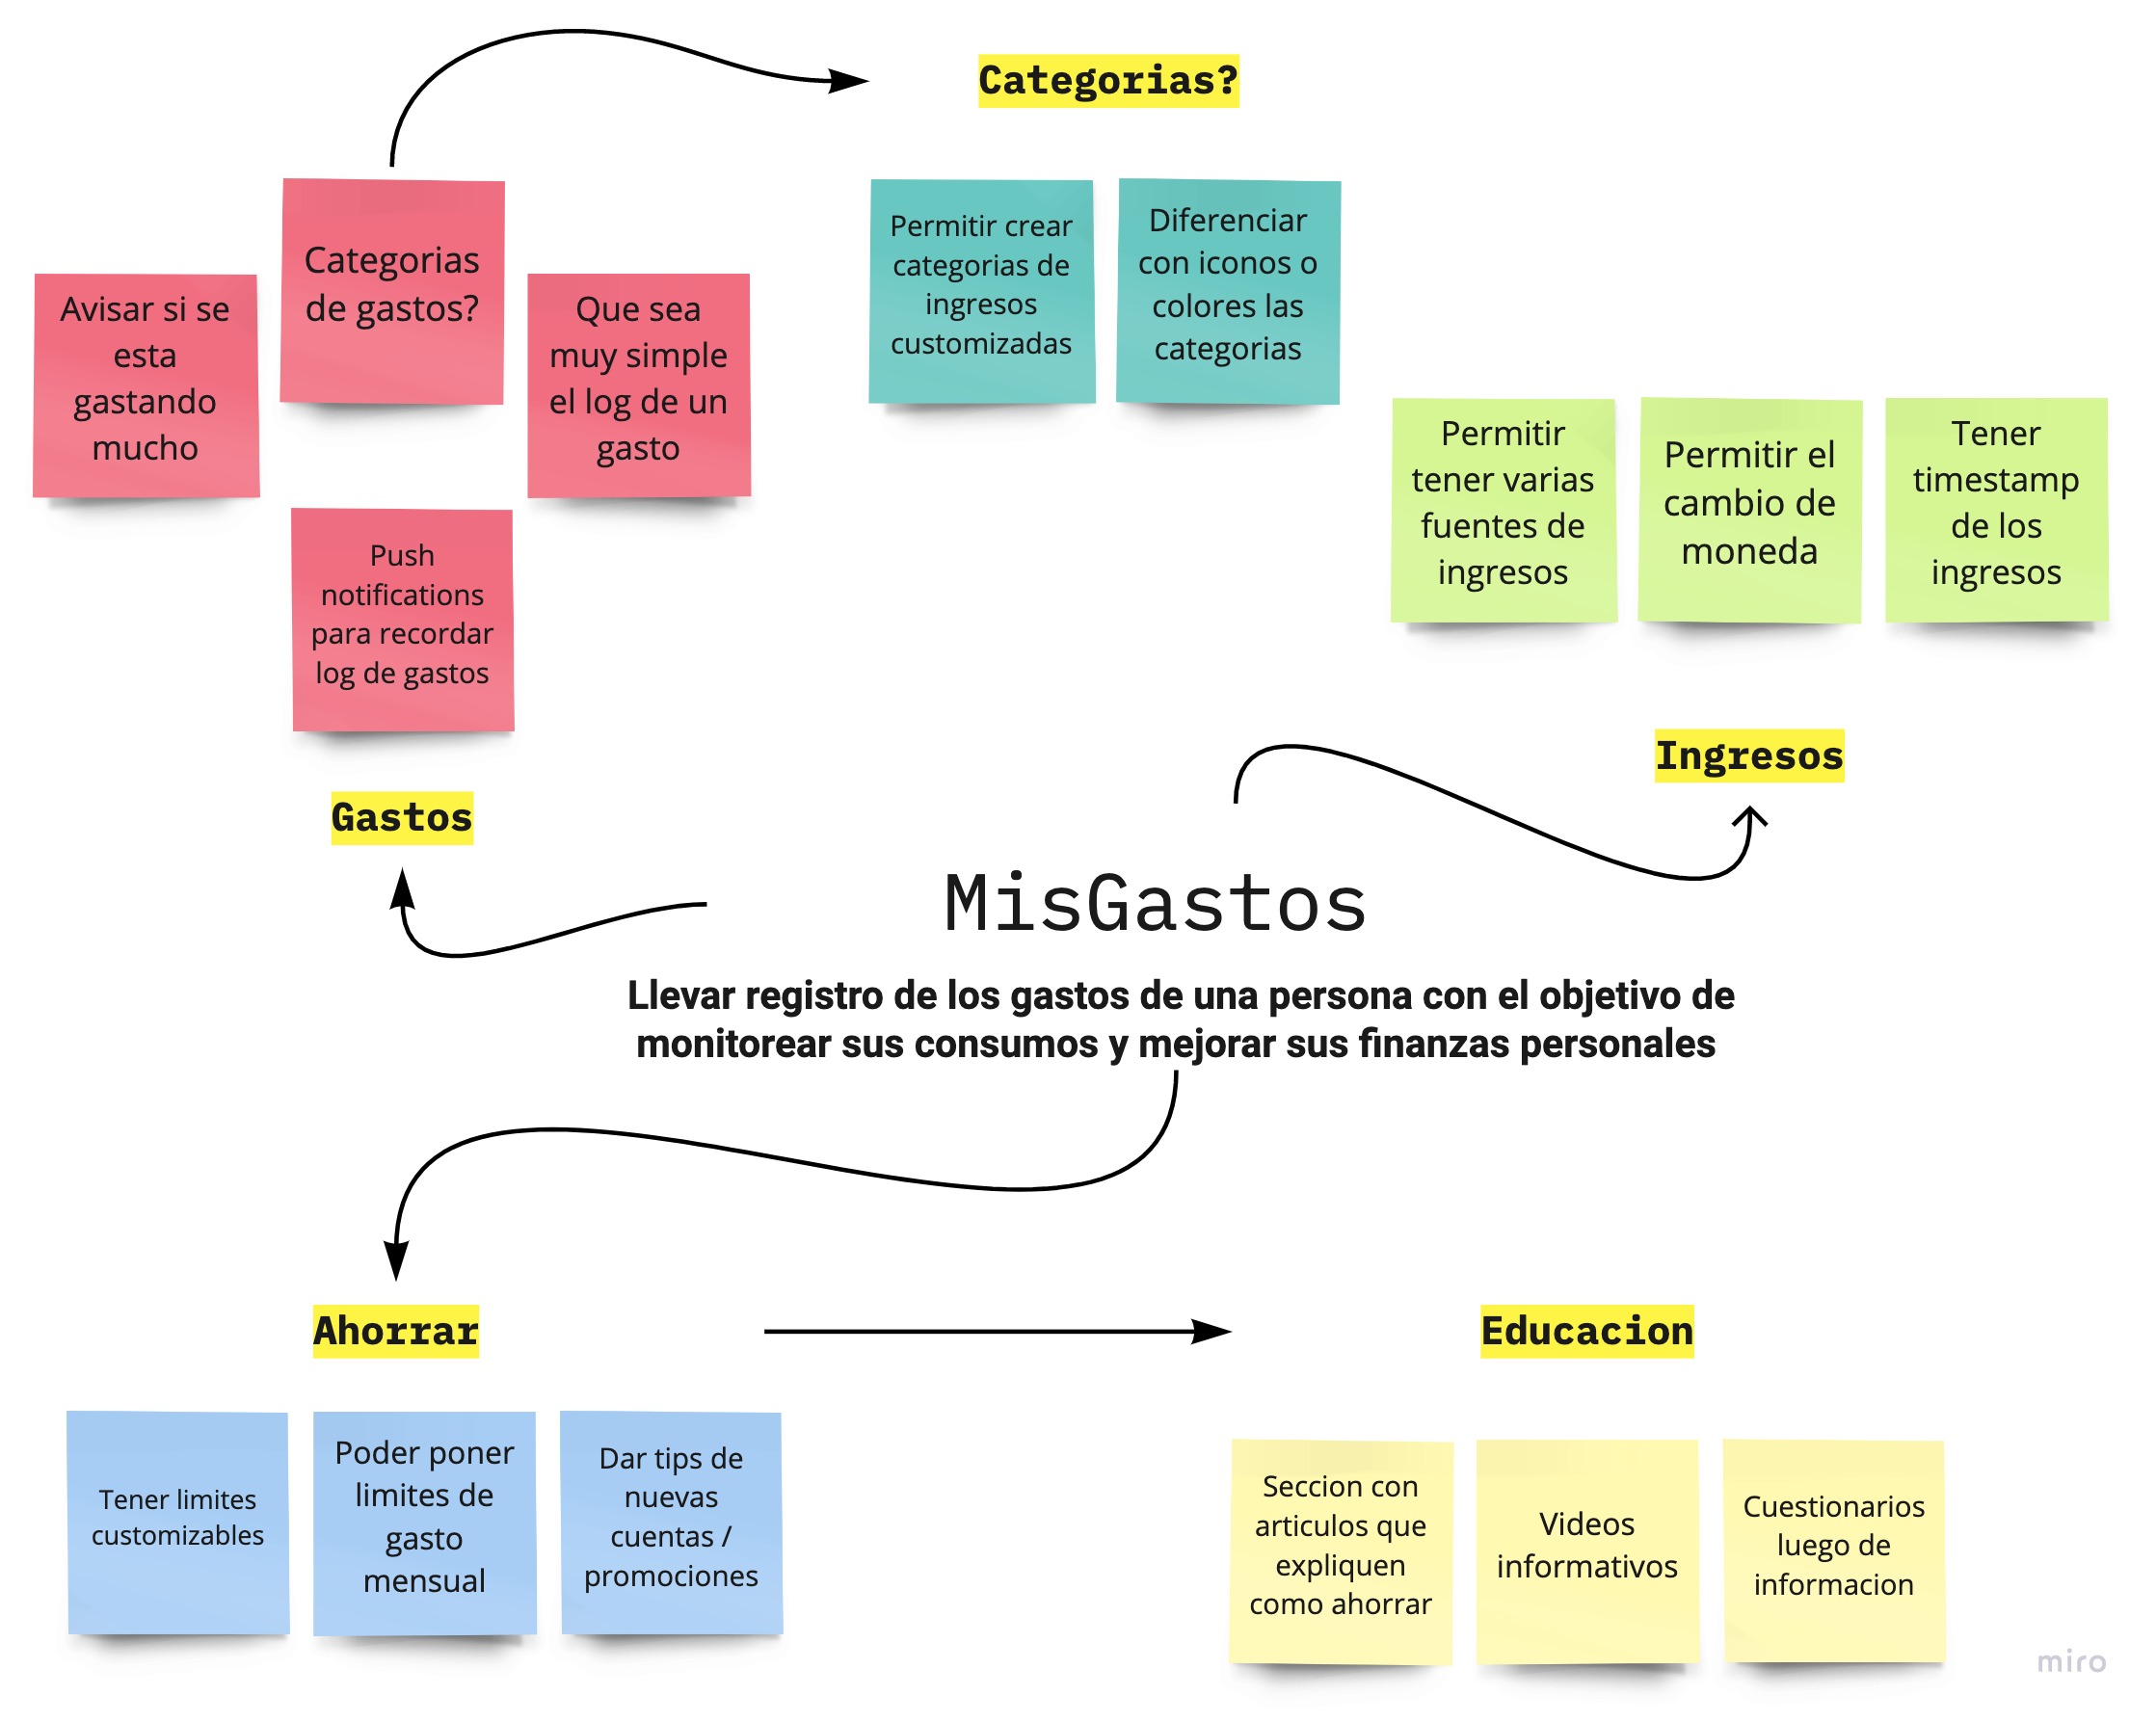 Categorias?
Categorias
de gastos?
Avisar si se
esta
gastando
mucho
Que sea
muy simple
el log de un
gasto
Push
notifications
para recordar
log de gastos
Gastos
Permitir crear
categorias de
ingresos
customizadas
Diferenciar
con iconos o
colores las
categorias
Permitir
tener varias
fuentes de
ingresos
Permitir el
cambio de
moneda
Tener
timestamp
de los
ingresos
Ingresos
MisGastos
Llevar registro de los gastos de una persona con el objetivo de
monitorear sus consumos y mejorar sus finanzas personales
Ahorrar
Tener limites
customizables
Poder poner
limites de
gasto
mensual
Dar tips de
nuevas
cuentas /
promociones
Educacion
Seccion con
articulos que
expliquen
como ahorrar
Videos
informativos
Cuestionarios
luego de
informacion
miro